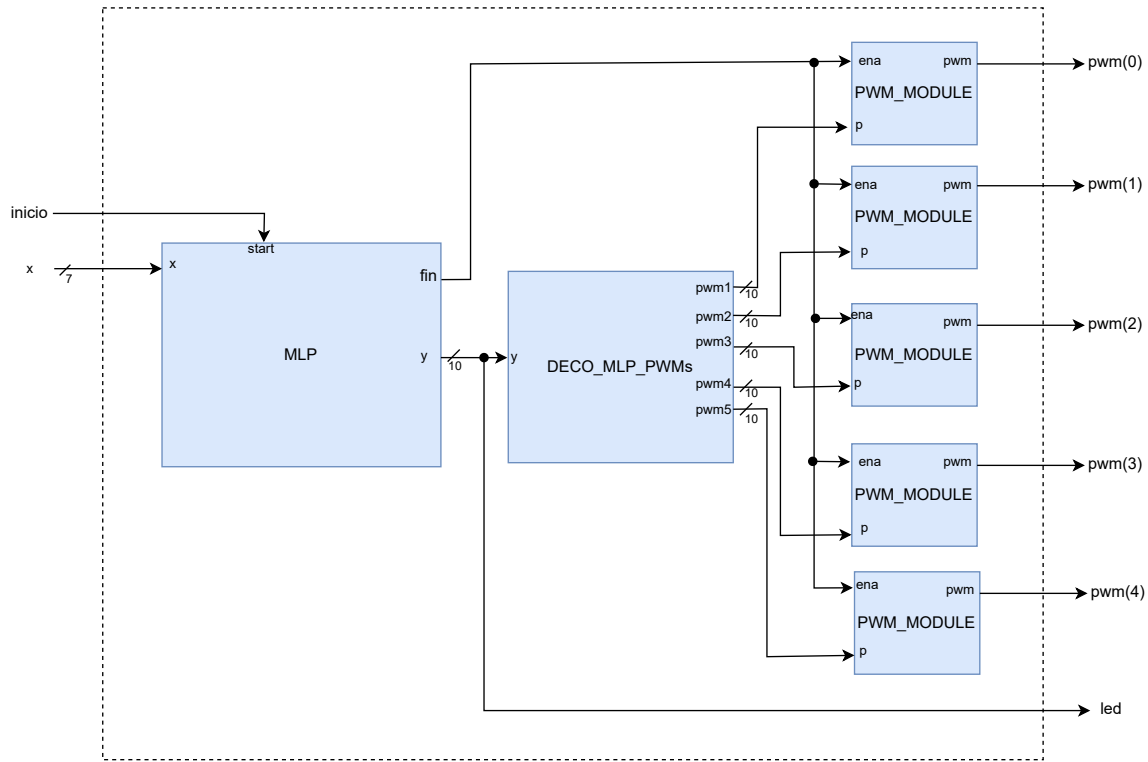 ena
pwm
PWM_MODULE
p
pwm(0)
ena
pwm
PWM_MODULE
p
pwm(1)
inicio
start
x
7
x
fin
MLP
y
10
y
DECO_MLP_PWMs
pwm1
10
pwm2
10
pwm3
10
pwm4
10
pwm5
10
ena
pwm
PWM_MODULE
p
pwm(2)
ena
pwm
PWM_MODULE
p
pwm(3)
ena
pwm
PWM_MODULE
p
pwm(4)
led